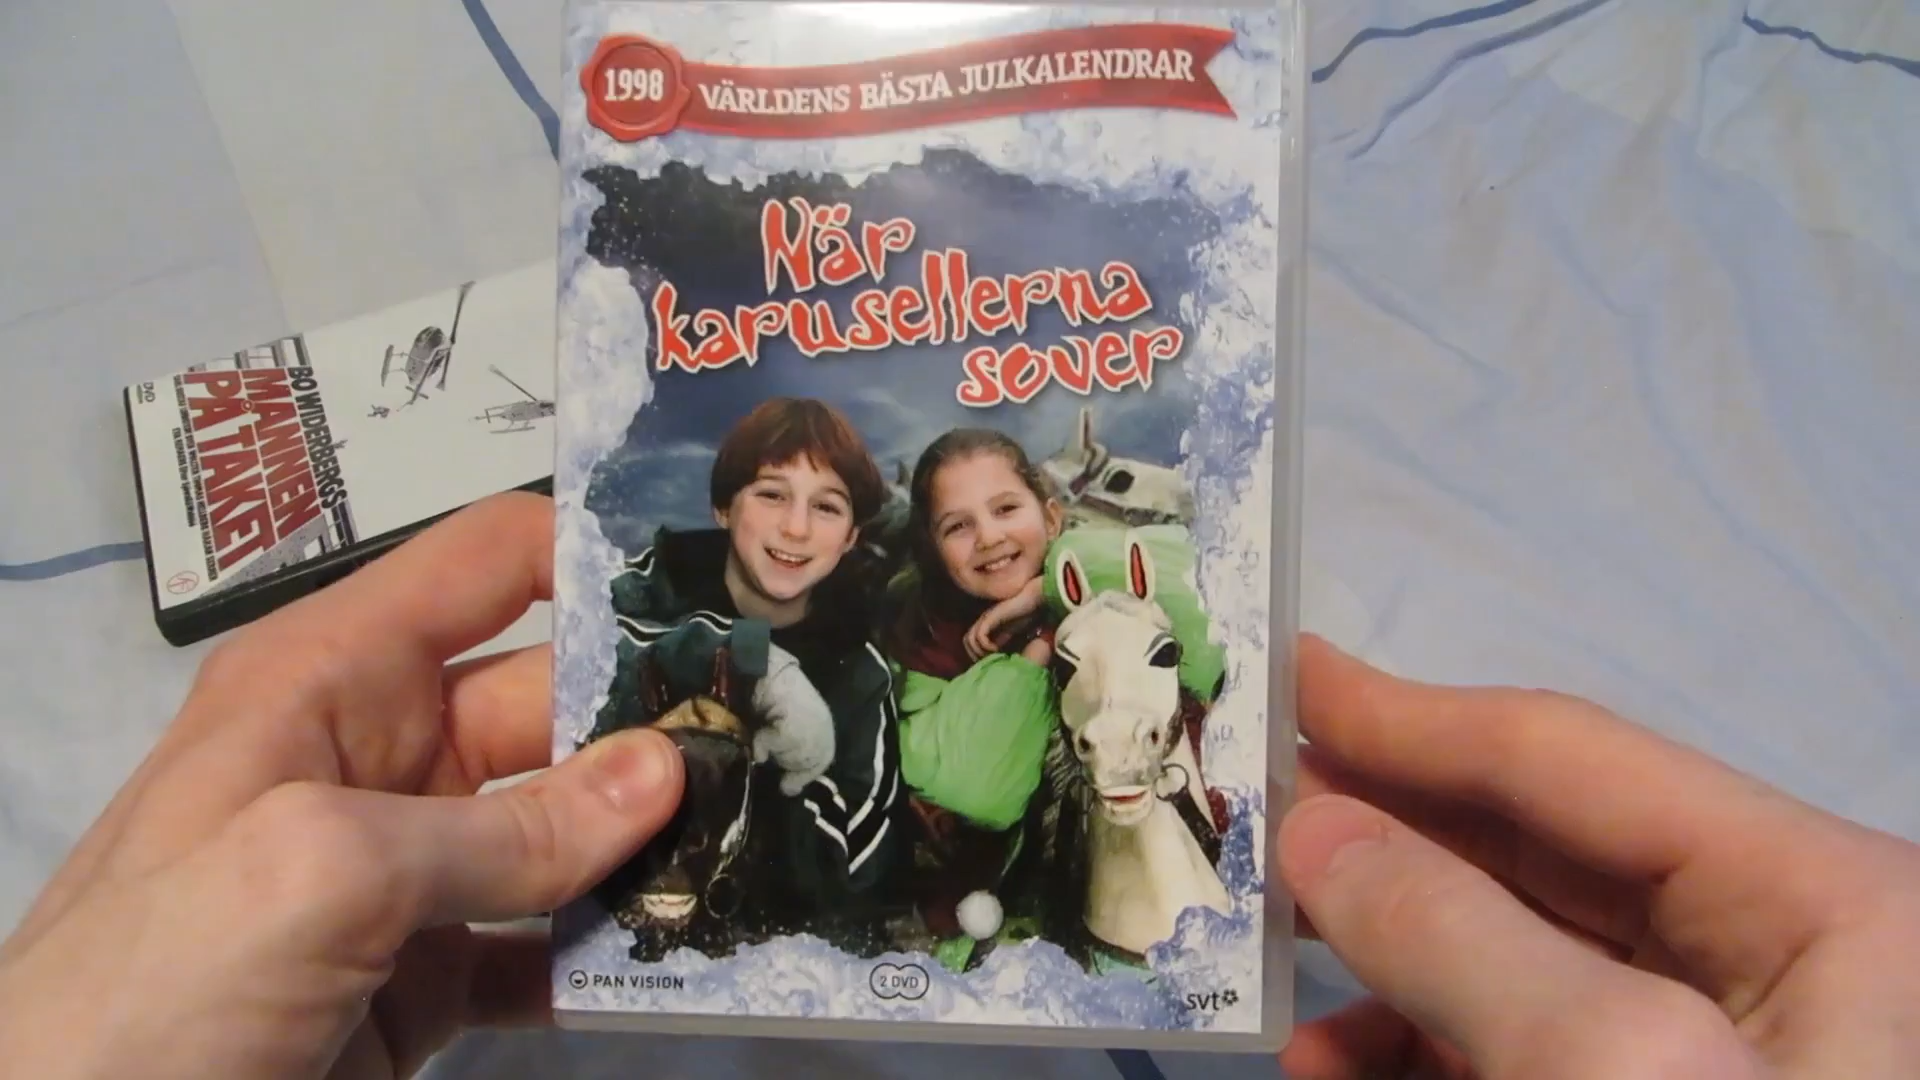 1998 VÄRLDENS BÄSTA JULKALENDRAR
När
karusellerna
sover
PAN VISION
2 DVD
svt
BO WIDERBERGS
MANNEN
PÅ TAKET
DVD